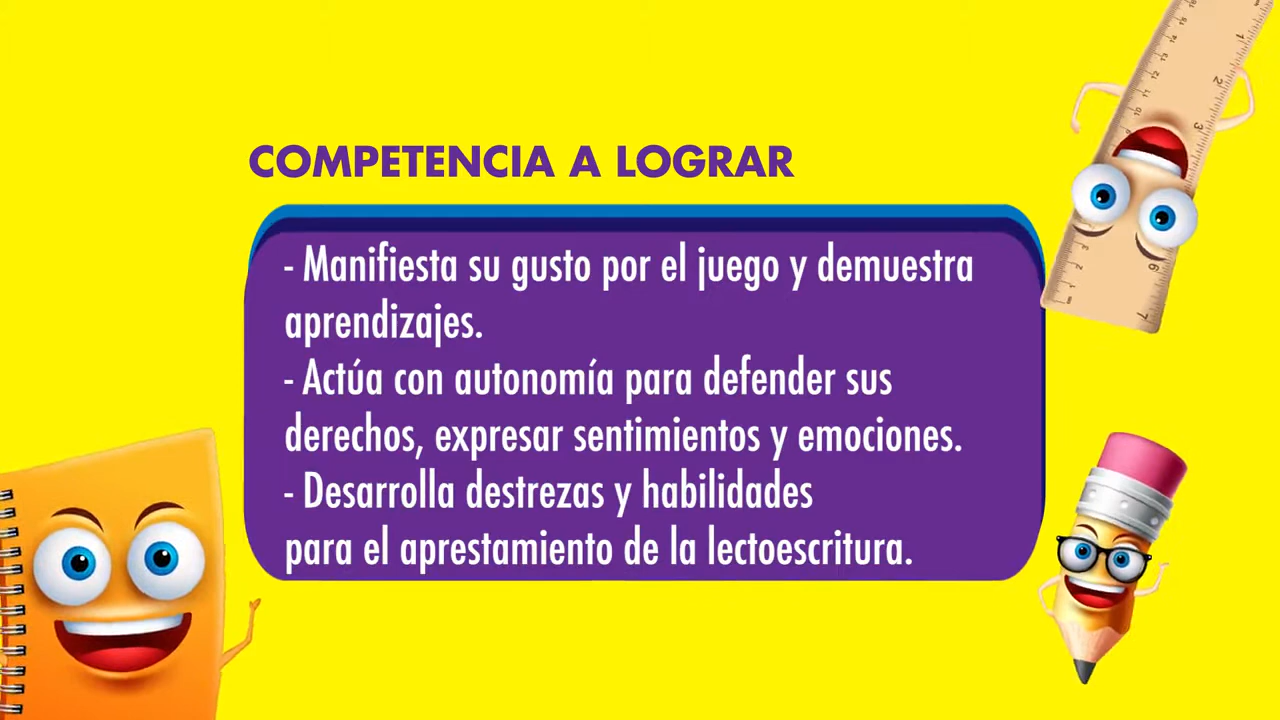 COMPETENCIA A LOGRAR
- Manifiesta su gusto por el juego y demuestra
aprendizajes.
- Actúa con autonomía para defender sus
derechos, expresar sentimientos y emociones.
- Desarrolla destrezas y habilidades
para el aprestamiento de la lectoescritura.